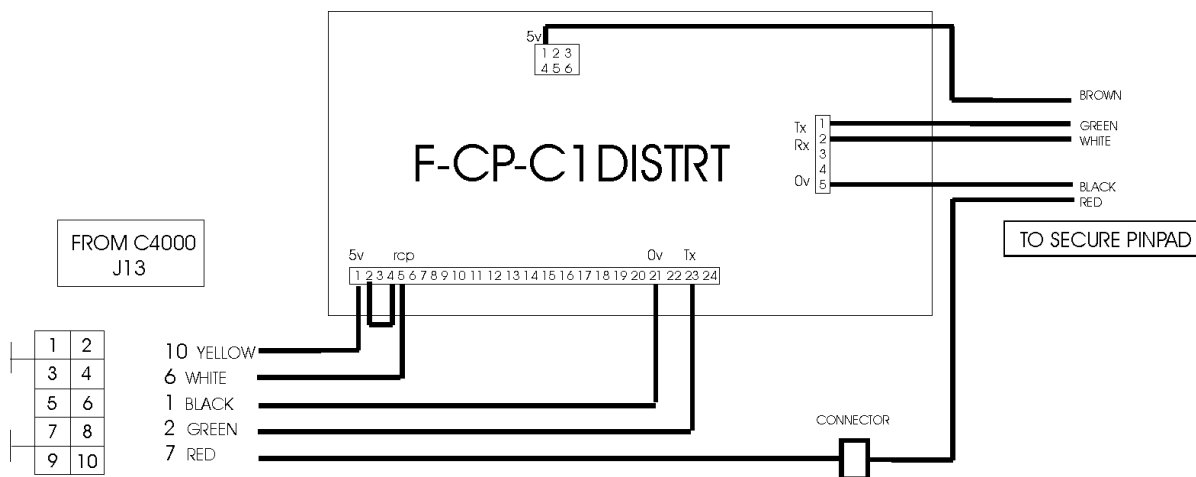 5v
1 2 3
4 5 6
BROWN
Tx 1 GREEN
Rx 2 WHITE
3
4
0v 5 BLACK
RED
F-CP-C1DISTRT
TO SECURE PINPAD
FROM C4000
J13
5v rcp 0v Tx
1 2 3 4 5 6 7 8 9 10 11 12 13 14 15 16 17 18 19 20 21 22 23 24
1 2
3 4
5 6
7 8
9 10
10 YELLOW
6 WHITE
1 BLACK
2 GREEN
7 RED
CONNECTOR